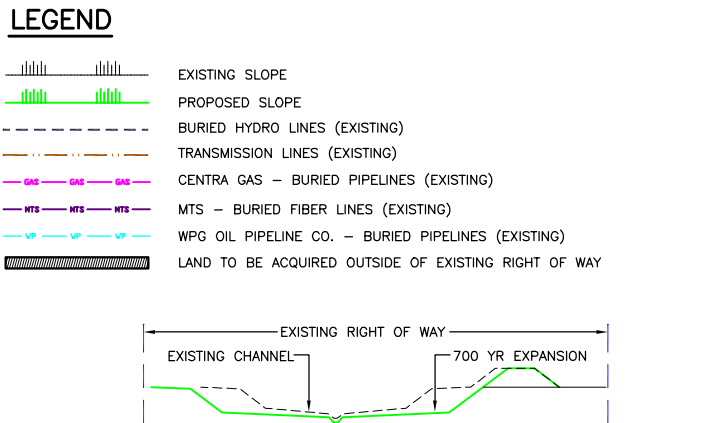 LEGEND
EXISTING SLOPE
PROPOSED SLOPE
BURIED HYDRO LINES (EXISTING)
TRANSMISSION LINES (EXISTING)
GAS GAS GAS CENTRA GAS – BURIED PIPELINES (EXISTING)
MTS MTS MTS MTS – BURIED FIBER LINES (EXISTING)
WP WP WP WPG OIL PIPELINE CO. – BURIED PIPELINES (EXISTING)
LAND TO BE ACQUIRED OUTSIDE OF EXISTING RIGHT OF WAY
EXISTING RIGHT OF WAY
EXISTING CHANNEL 700 YR EXPANSION